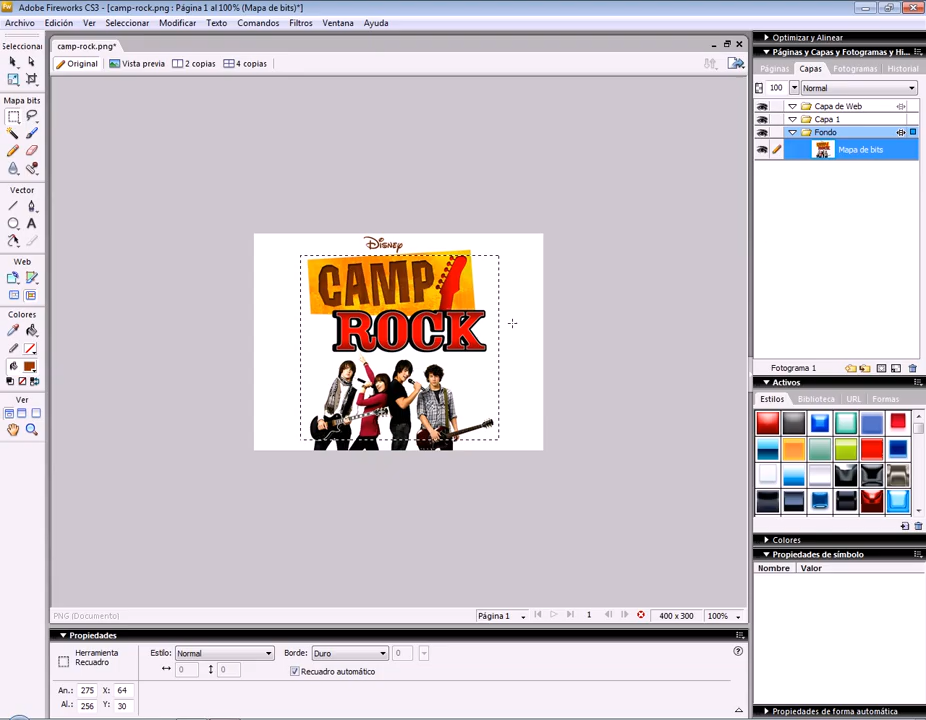 Adobe Fireworks CS3 - [camp-rock.png : Página 1 al 100% (Mapa de bits)*]
Archivo Edición Ver Seleccionar Modificar Texto Comandos Filtros Ventana Ayuda
Seleccionar
camp-rock.png*
Original Vista previa 2 copias 4 copias
Mapa bits
Vector
Web
Colores
Ver
Disney
CAMP
ROCK
PNG (Documento)
Página 1
1
400 x 300
100%
Propiedades
Herramienta
Recuadro
Estilo: Normal
Borde: Duro 0
0 0
Recuadro automático
An.: 275 X: 64
Al.: 256 Y: 30
Optimizar y Alinear
Páginas y Capas y Fotogramas y Hi...
Páginas Capas Fotogramas Historial
100 Normal
Capa de Web
Capa 1
Fondo
Mapa de bits
Fotograma 1
Activos
Estilos Biblioteca URL Formas
Colores
Propiedades de símbolo
Nombre Valor
Propiedades de forma automática